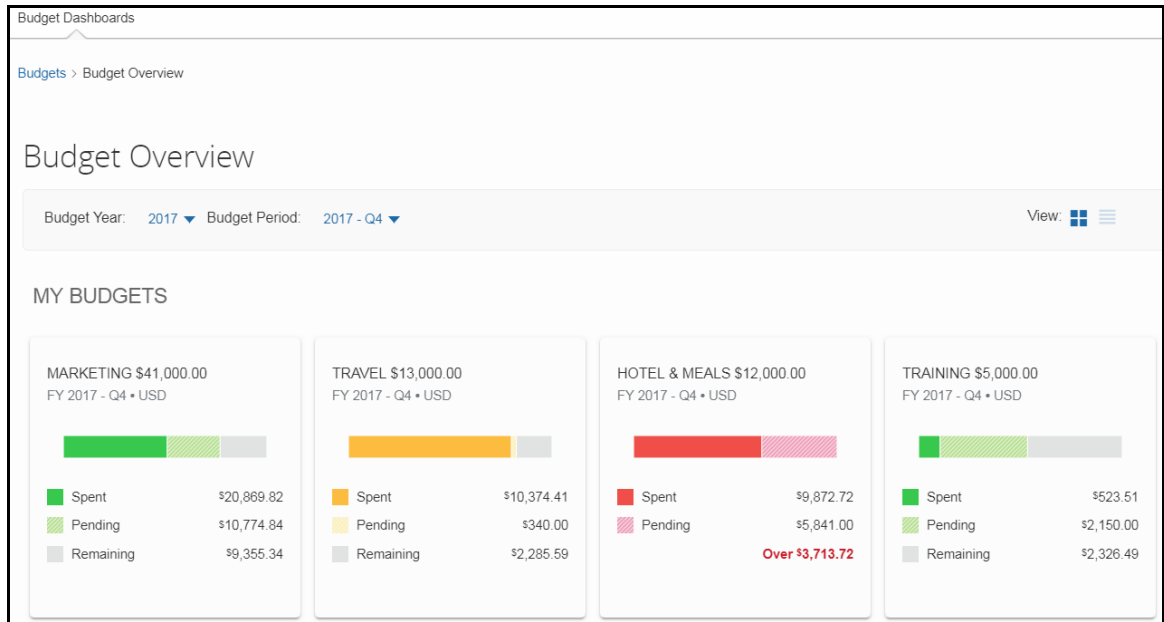 Budget Dashboards
Budgets > Budget Overview
Budget Overview
Budget Year: 2017 Budget Period: 2017 - Q4 View:
MY BUDGETS
MARKETING $41,000.00
FY 2017 - Q4 • USD
Spent $20,869.82
Pending $10,774.84
Remaining $9,355.34
TRAVEL $13,000.00
FY 2017 - Q4 • USD
Spent $10,374.41
Pending $340.00
Remaining $2,285.59
HOTEL & MEALS $12,000.00
FY 2017 - Q4 • USD
Spent $9,872.72
Pending $5,841.00
Over $3,713.72
TRAINING $5,000.00
FY 2017 - Q4 • USD
Spent $523.51
Pending $2,150.00
Remaining $2,326.49